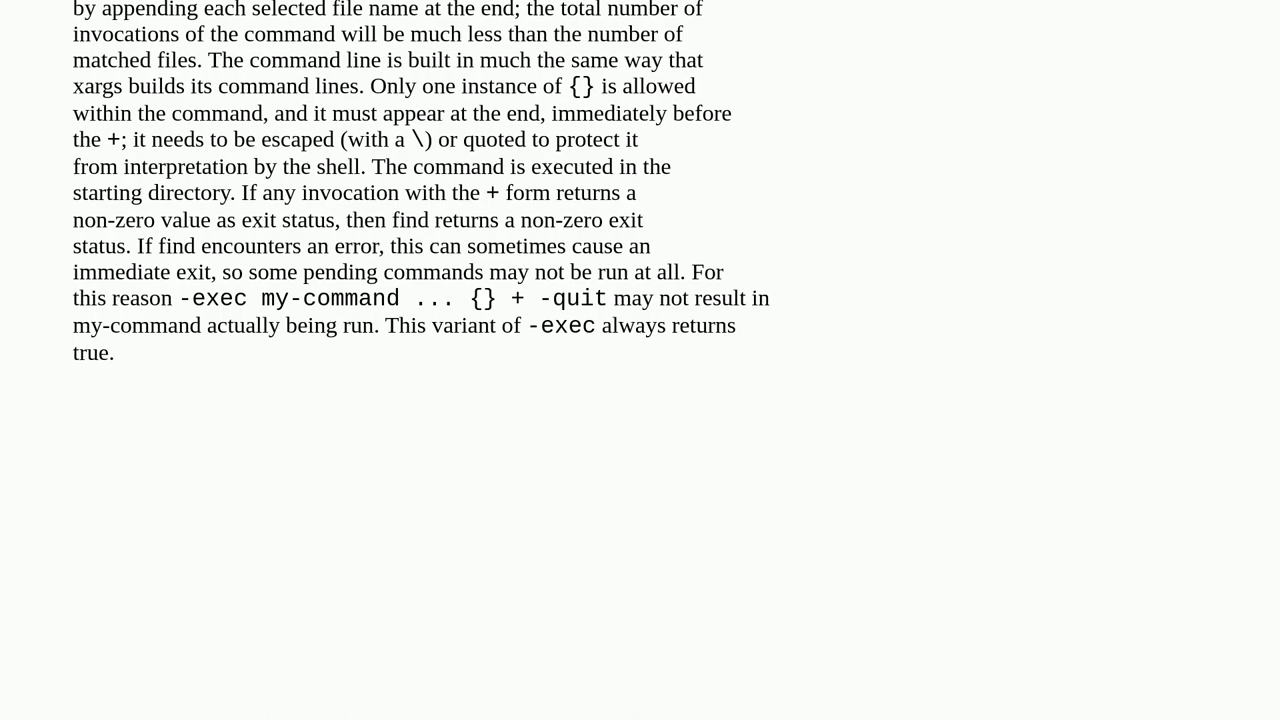 by appending each selected file name at the end; the total number of
invocations of the command will be much less than the number of
matched files. The command line is built in much the same way that
xargs builds its command lines. Only one instance of {} is allowed
within the command, and it must appear at the end, immediately before
the +; it needs to be escaped (with a \) or quoted to protect it
from interpretation by the shell. The command is executed in the
starting directory. If any invocation with the + form returns a
non-zero value as exit status, then find returns a non-zero exit
status. If find encounters an error, this can sometimes cause an
immediate exit, so some pending commands may not be run at all. For
this reason -exec my-command ... {} + -quit may not result in
my-command actually being run. This variant of -exec always returns
true.